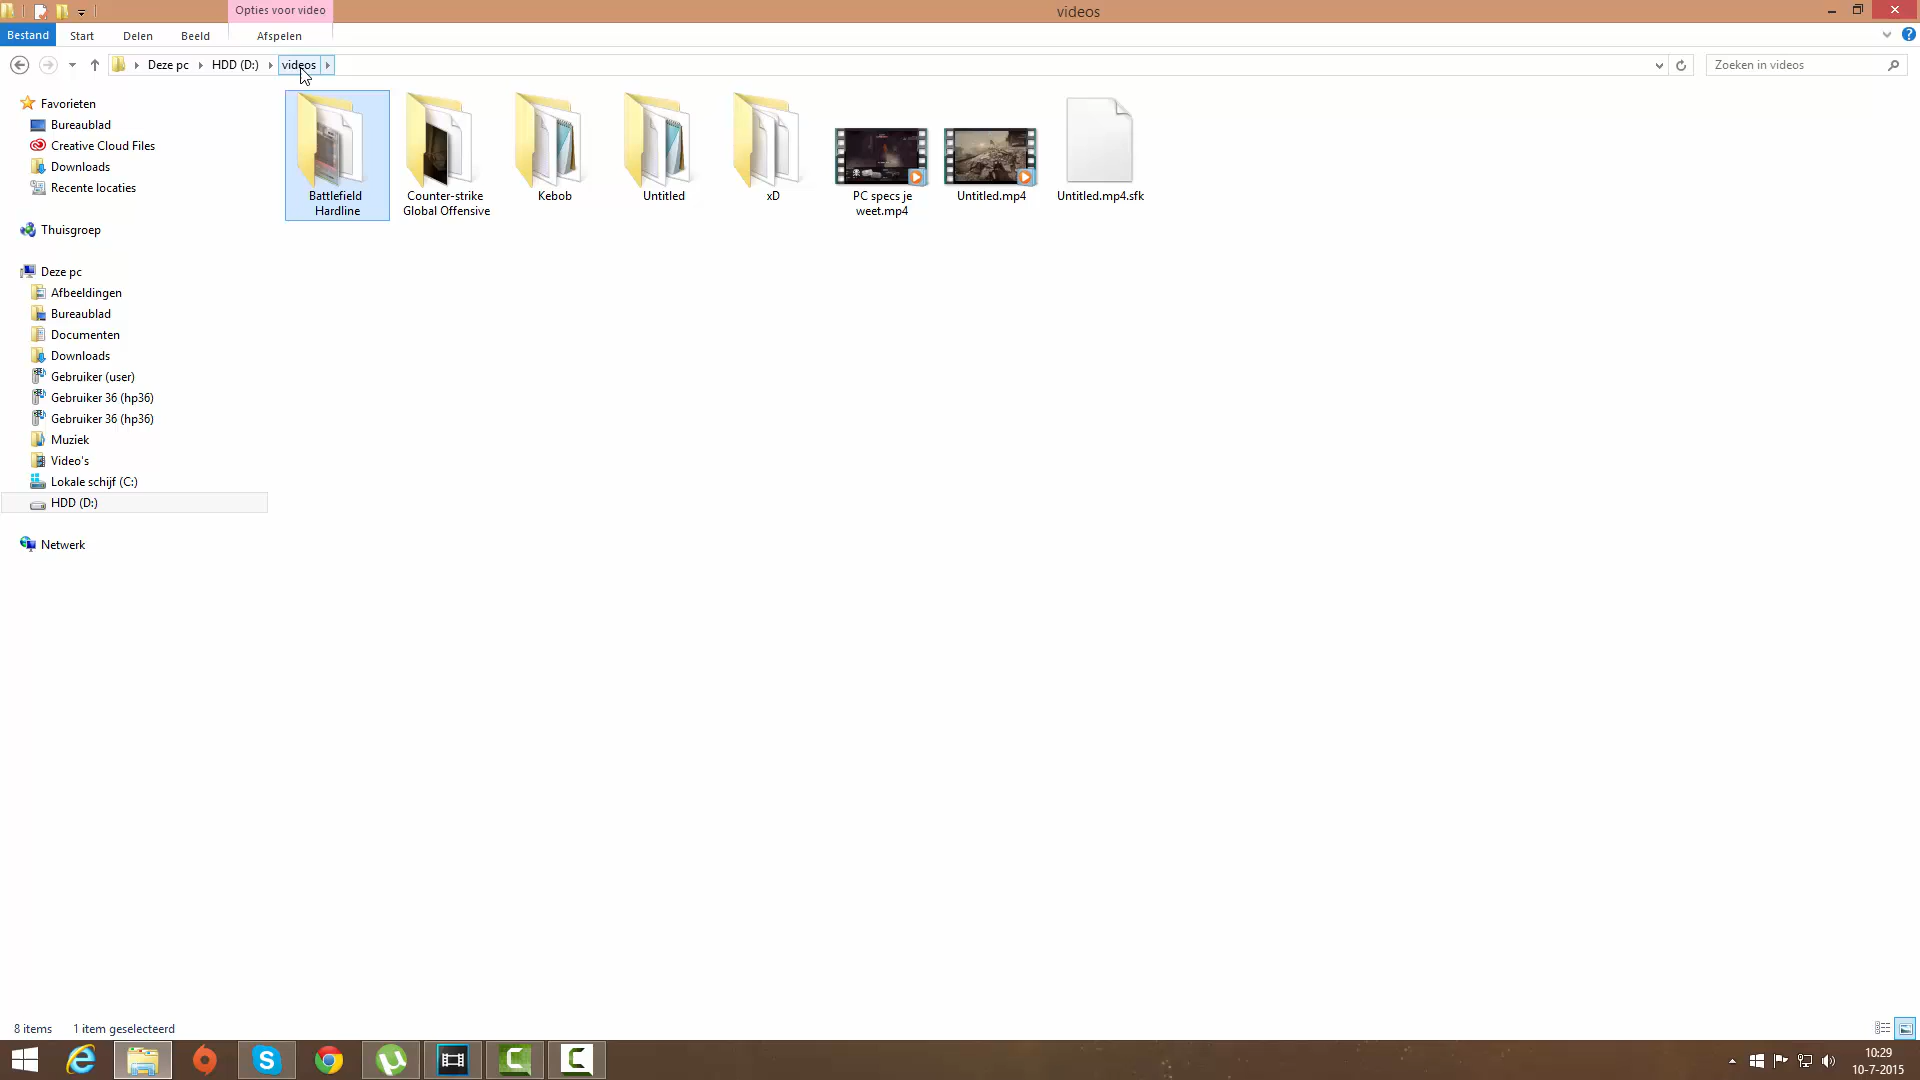 Opties voor video
videos
Bestand Start Delen Beeld Afspelen
Deze pc HDD (D:) videos
Zoeken in videos
Favorieten
Bureaublad
Creative Cloud Files
Downloads
Recente locaties
Thuisgroep
Deze pc
Afbeeldingen
Bureaublad
Documenten
Downloads
Gebruiker (user)
Gebruiker 36 (hp36)
Gebruiker 36 (hp36)
Muziek
Video's
Lokale schijf (C:)
HDD (D:)
Netwerk
Battlefield
Hardline
Counter-strike
Global Offensive
Kebob
Untitled
xD
PC specs je
weet.mp4
Untitled.mp4
Untitled.mp4.sfk
8 items 1 item geselecteerd
10:29
10-7-2015